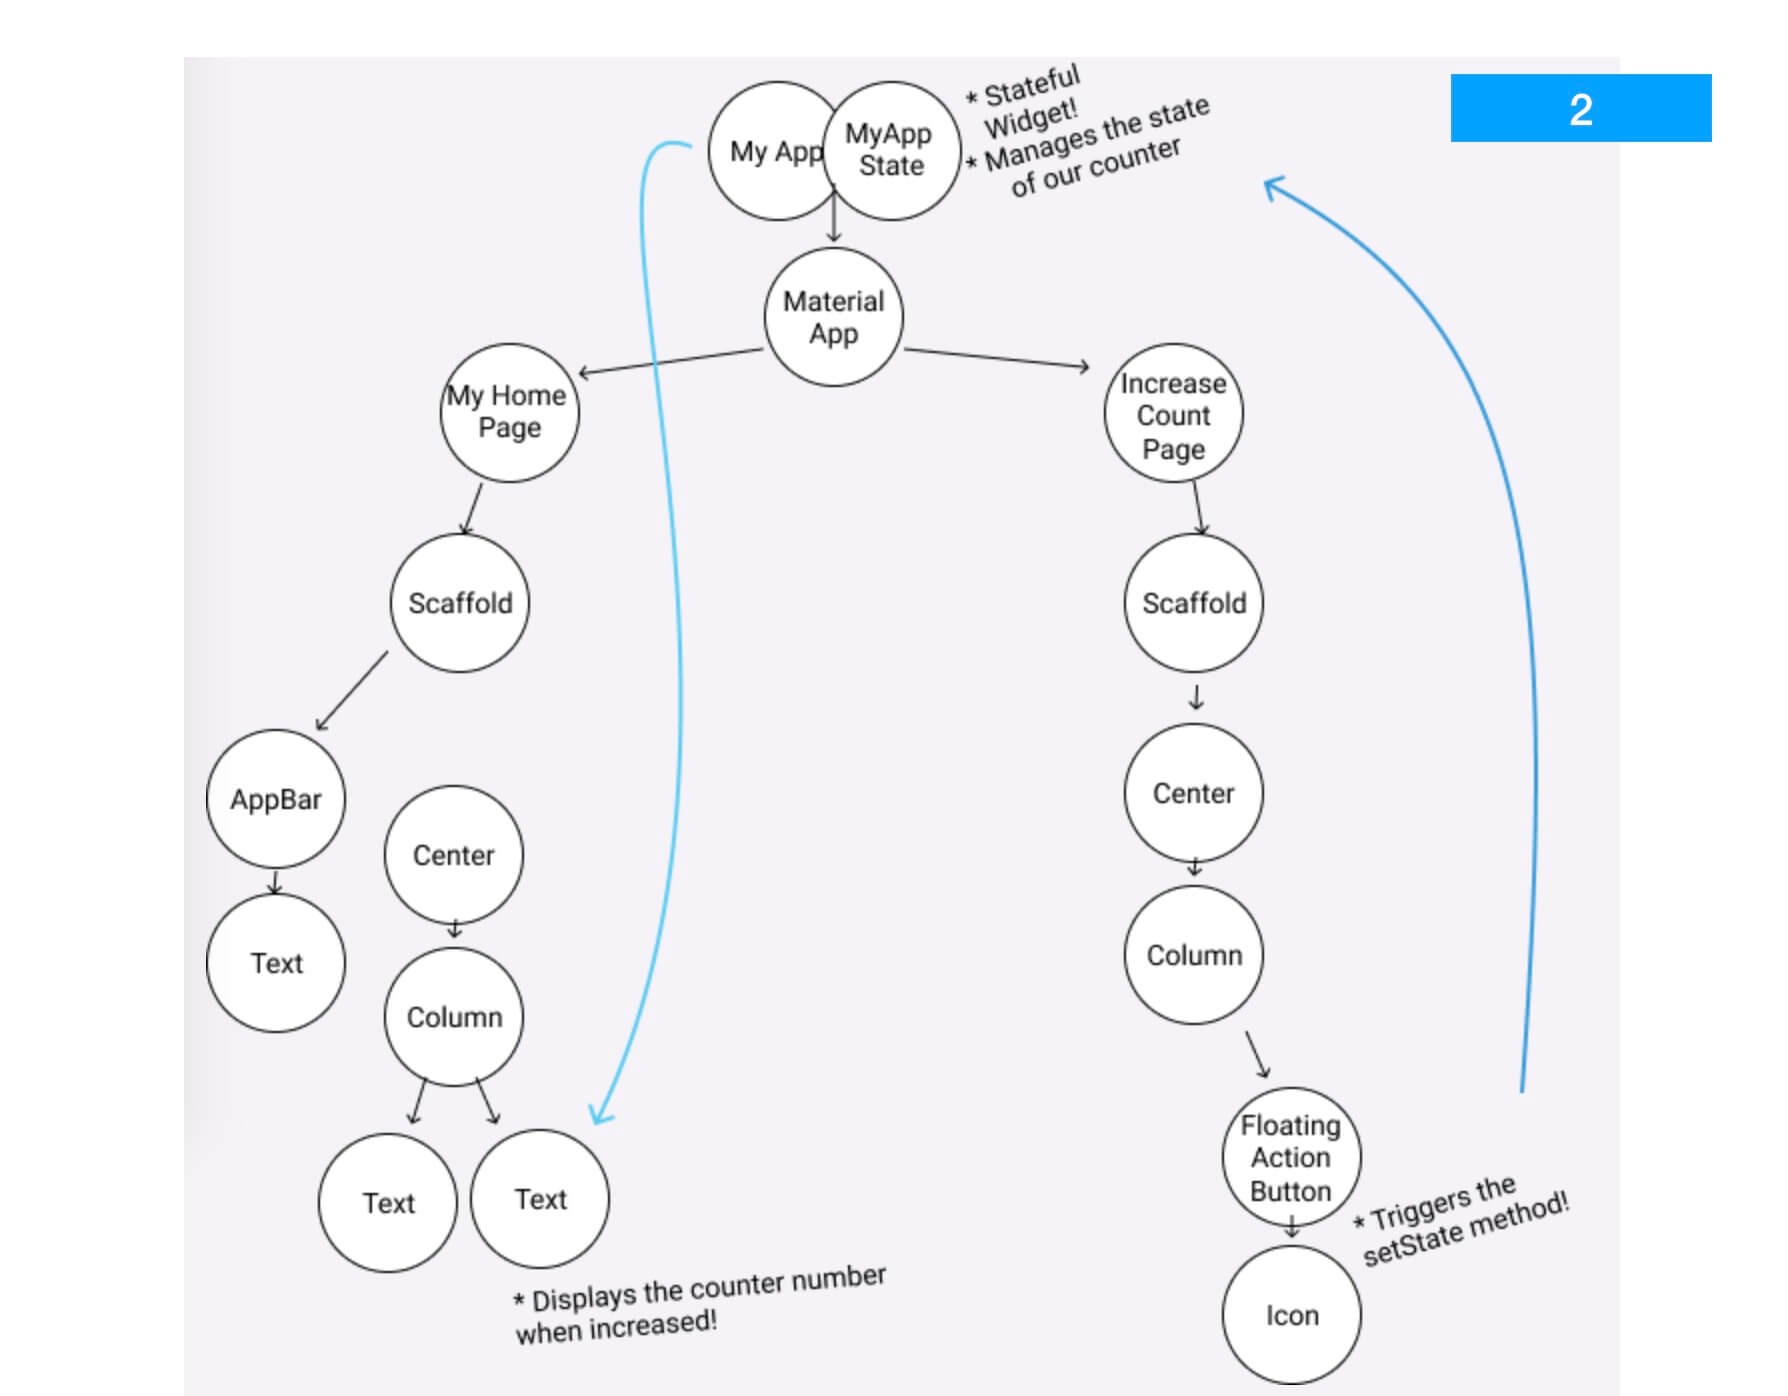 2
* Stateful
Widget!
* Manages the state
of our counter
My App
MyApp
State
Material
App
My Home
Page
Increase
Count
Page
Scaffold
Scaffold
AppBar
Center
Center
Text
Column
Column
Text
Text
Floating
Action
Button
* Triggers the
setState method!
* Displays the counter number
when increased!
Icon